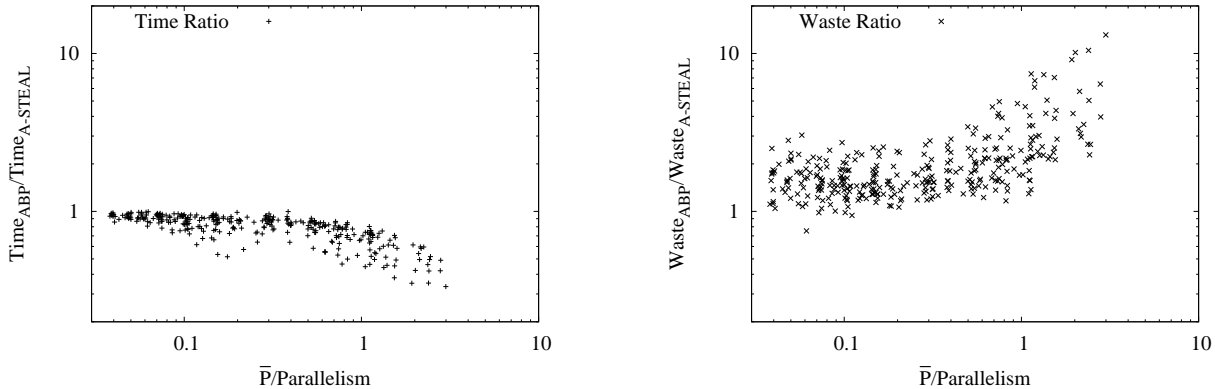 Time Ratio
10
1
0.1
1
10
P̅/Parallelism
Time_ABP/Time_A-STEAL
Waste Ratio
10
1
0.1
1
10
P̅/Parallelism
Waste_ABP/Waste_A-STEAL